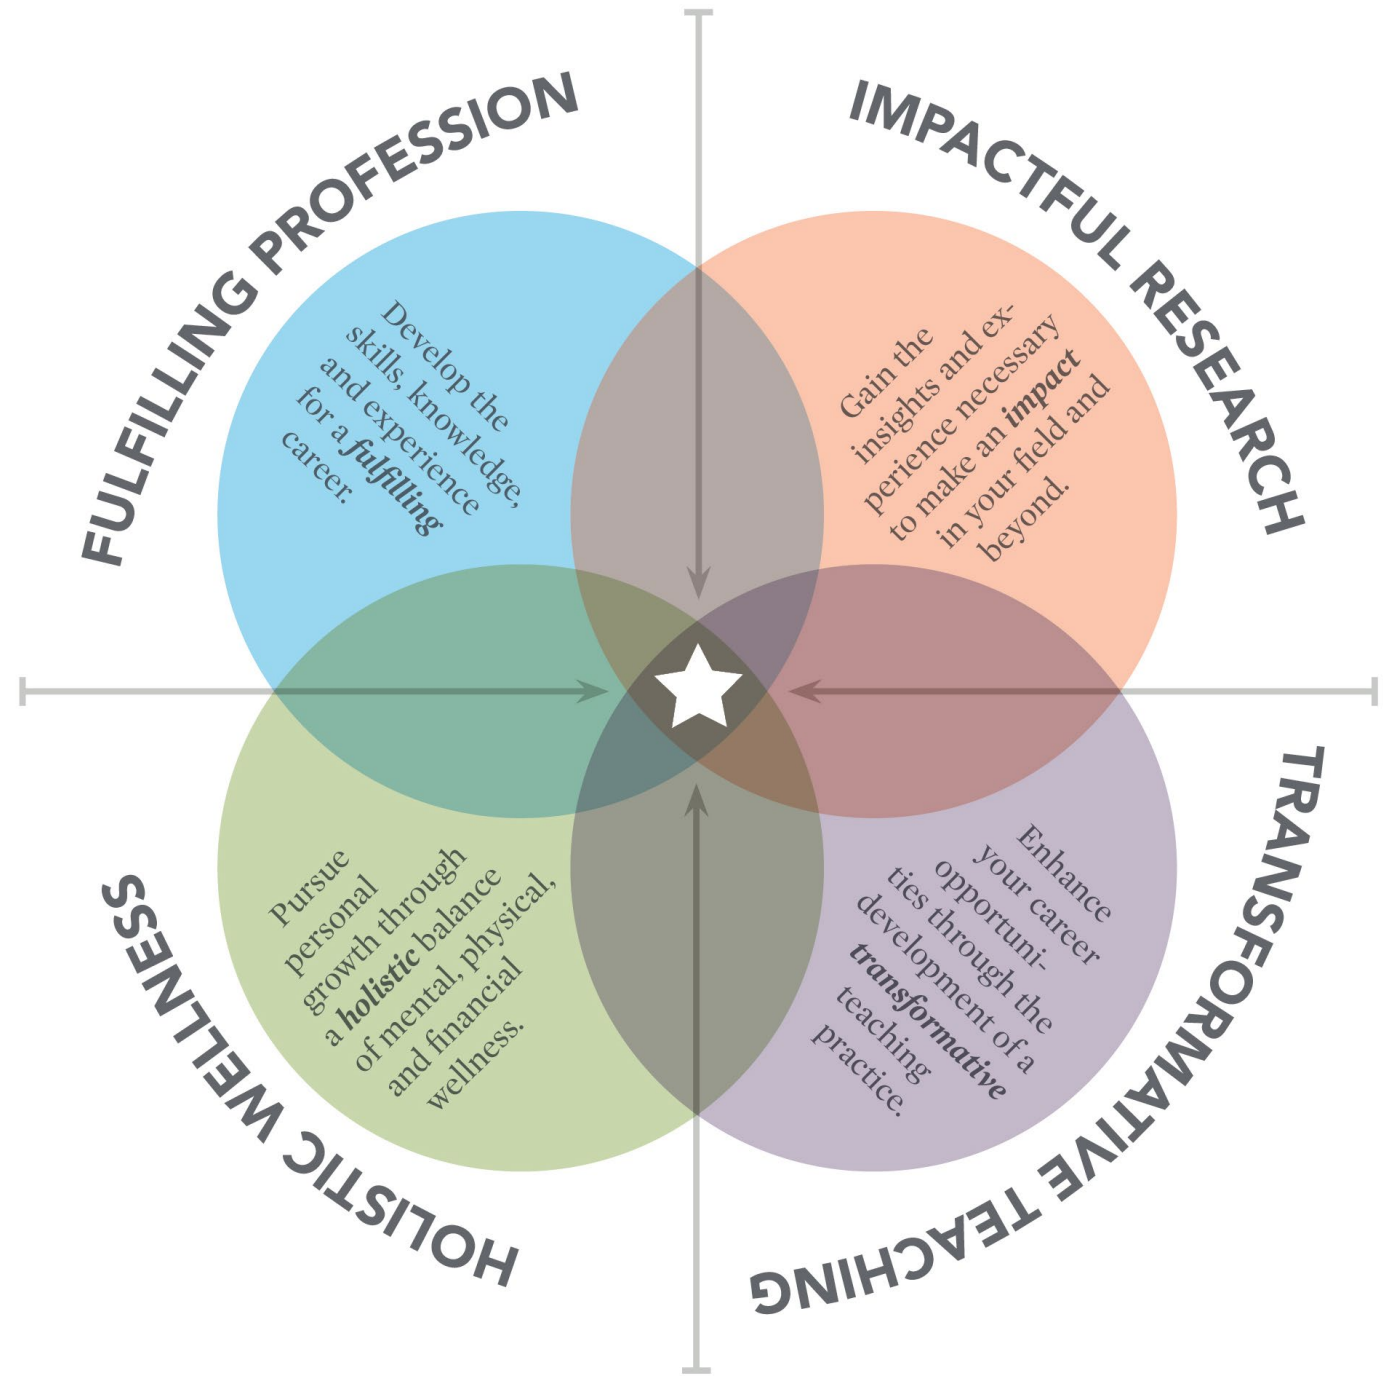 FULFILLING PROFESSION
Develop the
skills, knowledge,
and experience
for a fulfilling
career.
IMPACTFUL RESEARCH
Gain the
insights and ex-
perience necessary
to make an impact
in your field and
beyond.
HOLISTIC WELLNESS
Pursue
personal
growth through
a holistic balance
of mental, physical,
and financial
wellness.
TRANSFORMATIVE TEACHING
Enhance
your career
opportuni-
ties through the
development of a
transformative
teaching
practice.